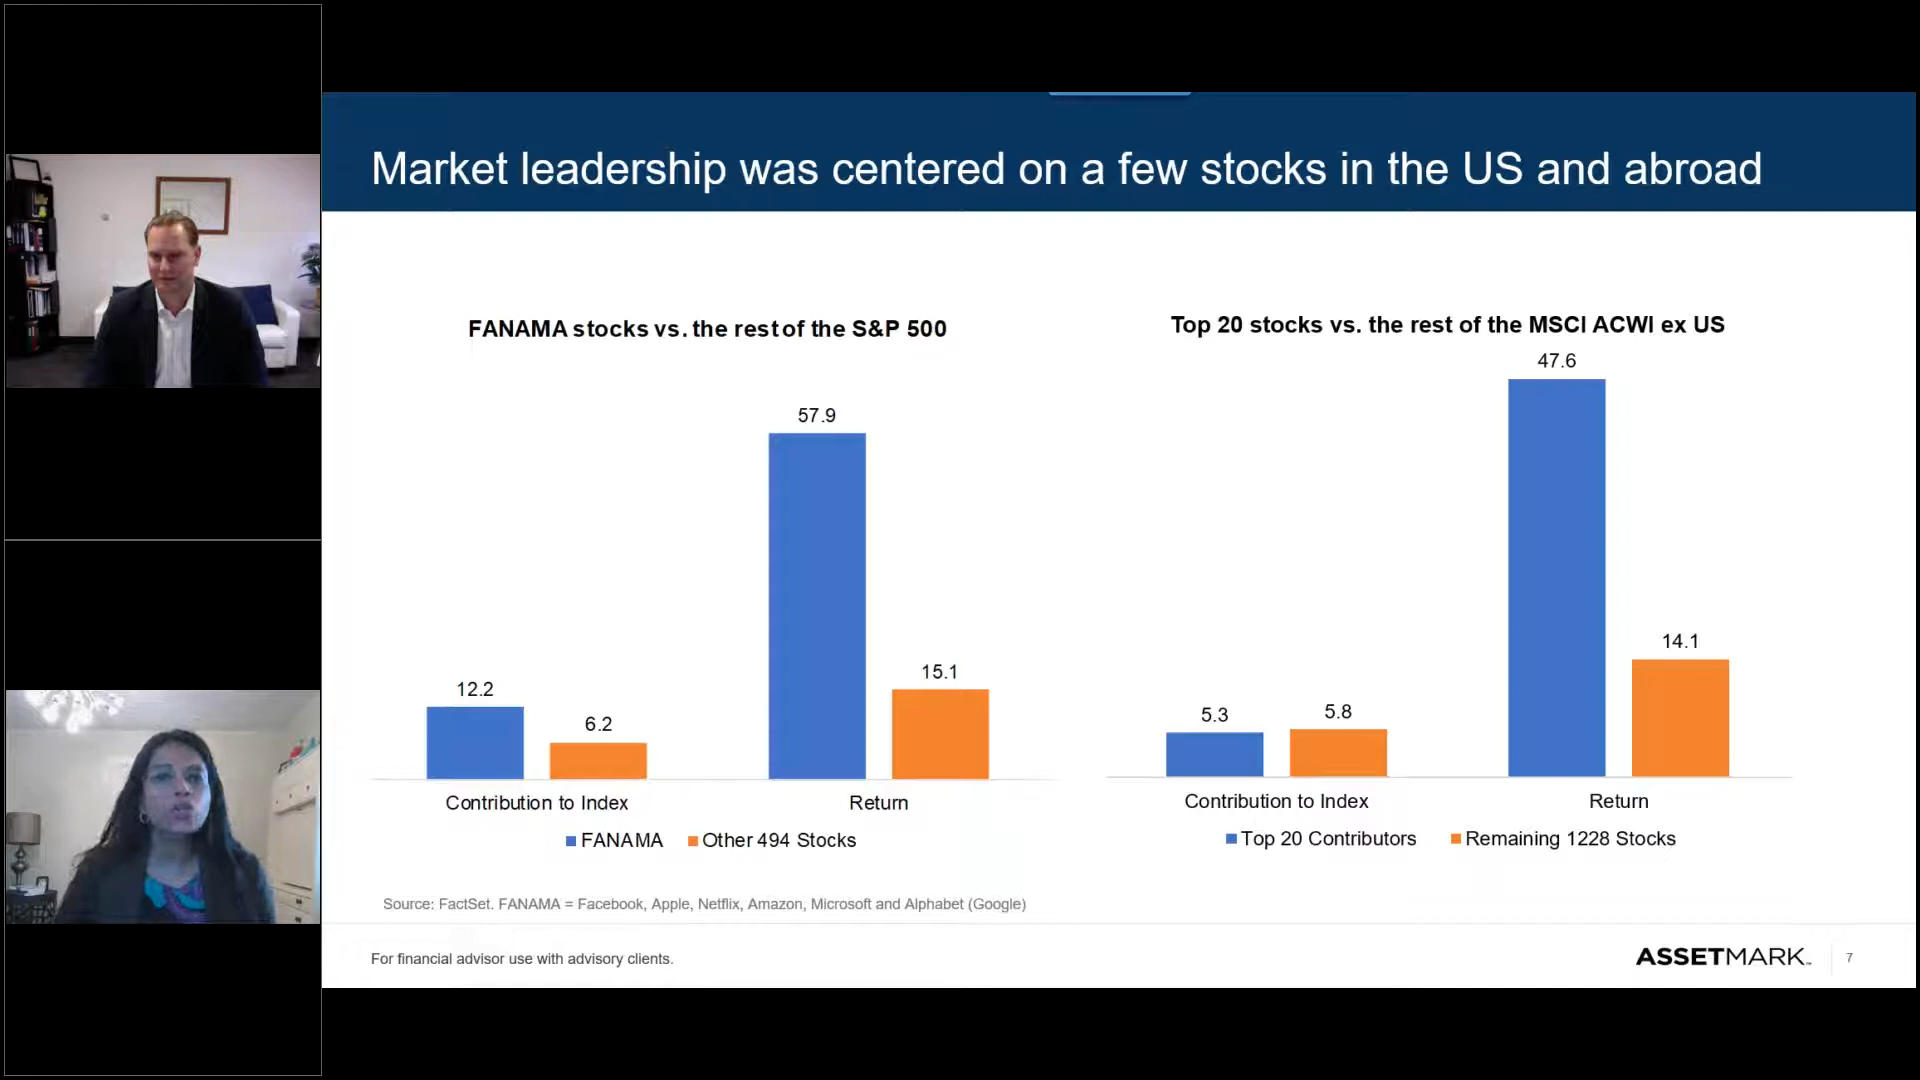 Market leadership was centered on a few stocks in the US and abroad
FANAMA stocks vs. the rest of the S&P 500
57.9
15.1
12.2
6.2
Contribution to Index
Return
FANAMA
Other 494 Stocks
Top 20 stocks vs. the rest of the MSCI ACWI ex US
47.6
14.1
5.3
5.8
Contribution to Index
Return
Top 20 Contributors
Remaining 1228 Stocks
Source: FactSet. FANAMA = Facebook, Apple, Netflix, Amazon, Microsoft and Alphabet (Google)
For financial advisor use with advisory clients.
ASSETMARK™
7